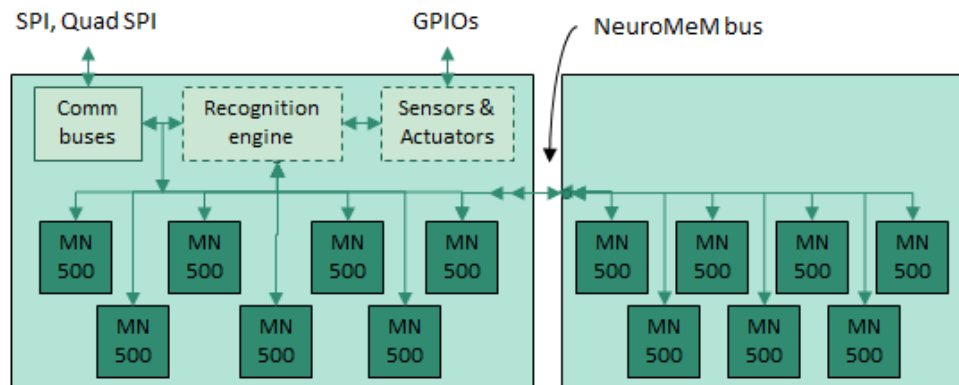 SPI, Quad SPI
GPIOs
NeuroMeM bus
Comm
buses
Recognition
engine
Sensors &
Actuators
MN
500
MN
500
MN
500
MN
500
MN
500
MN
500
MN
500
MN
500
MN
500
MN
500
MN
500
MN
500
MN
500
MN
500